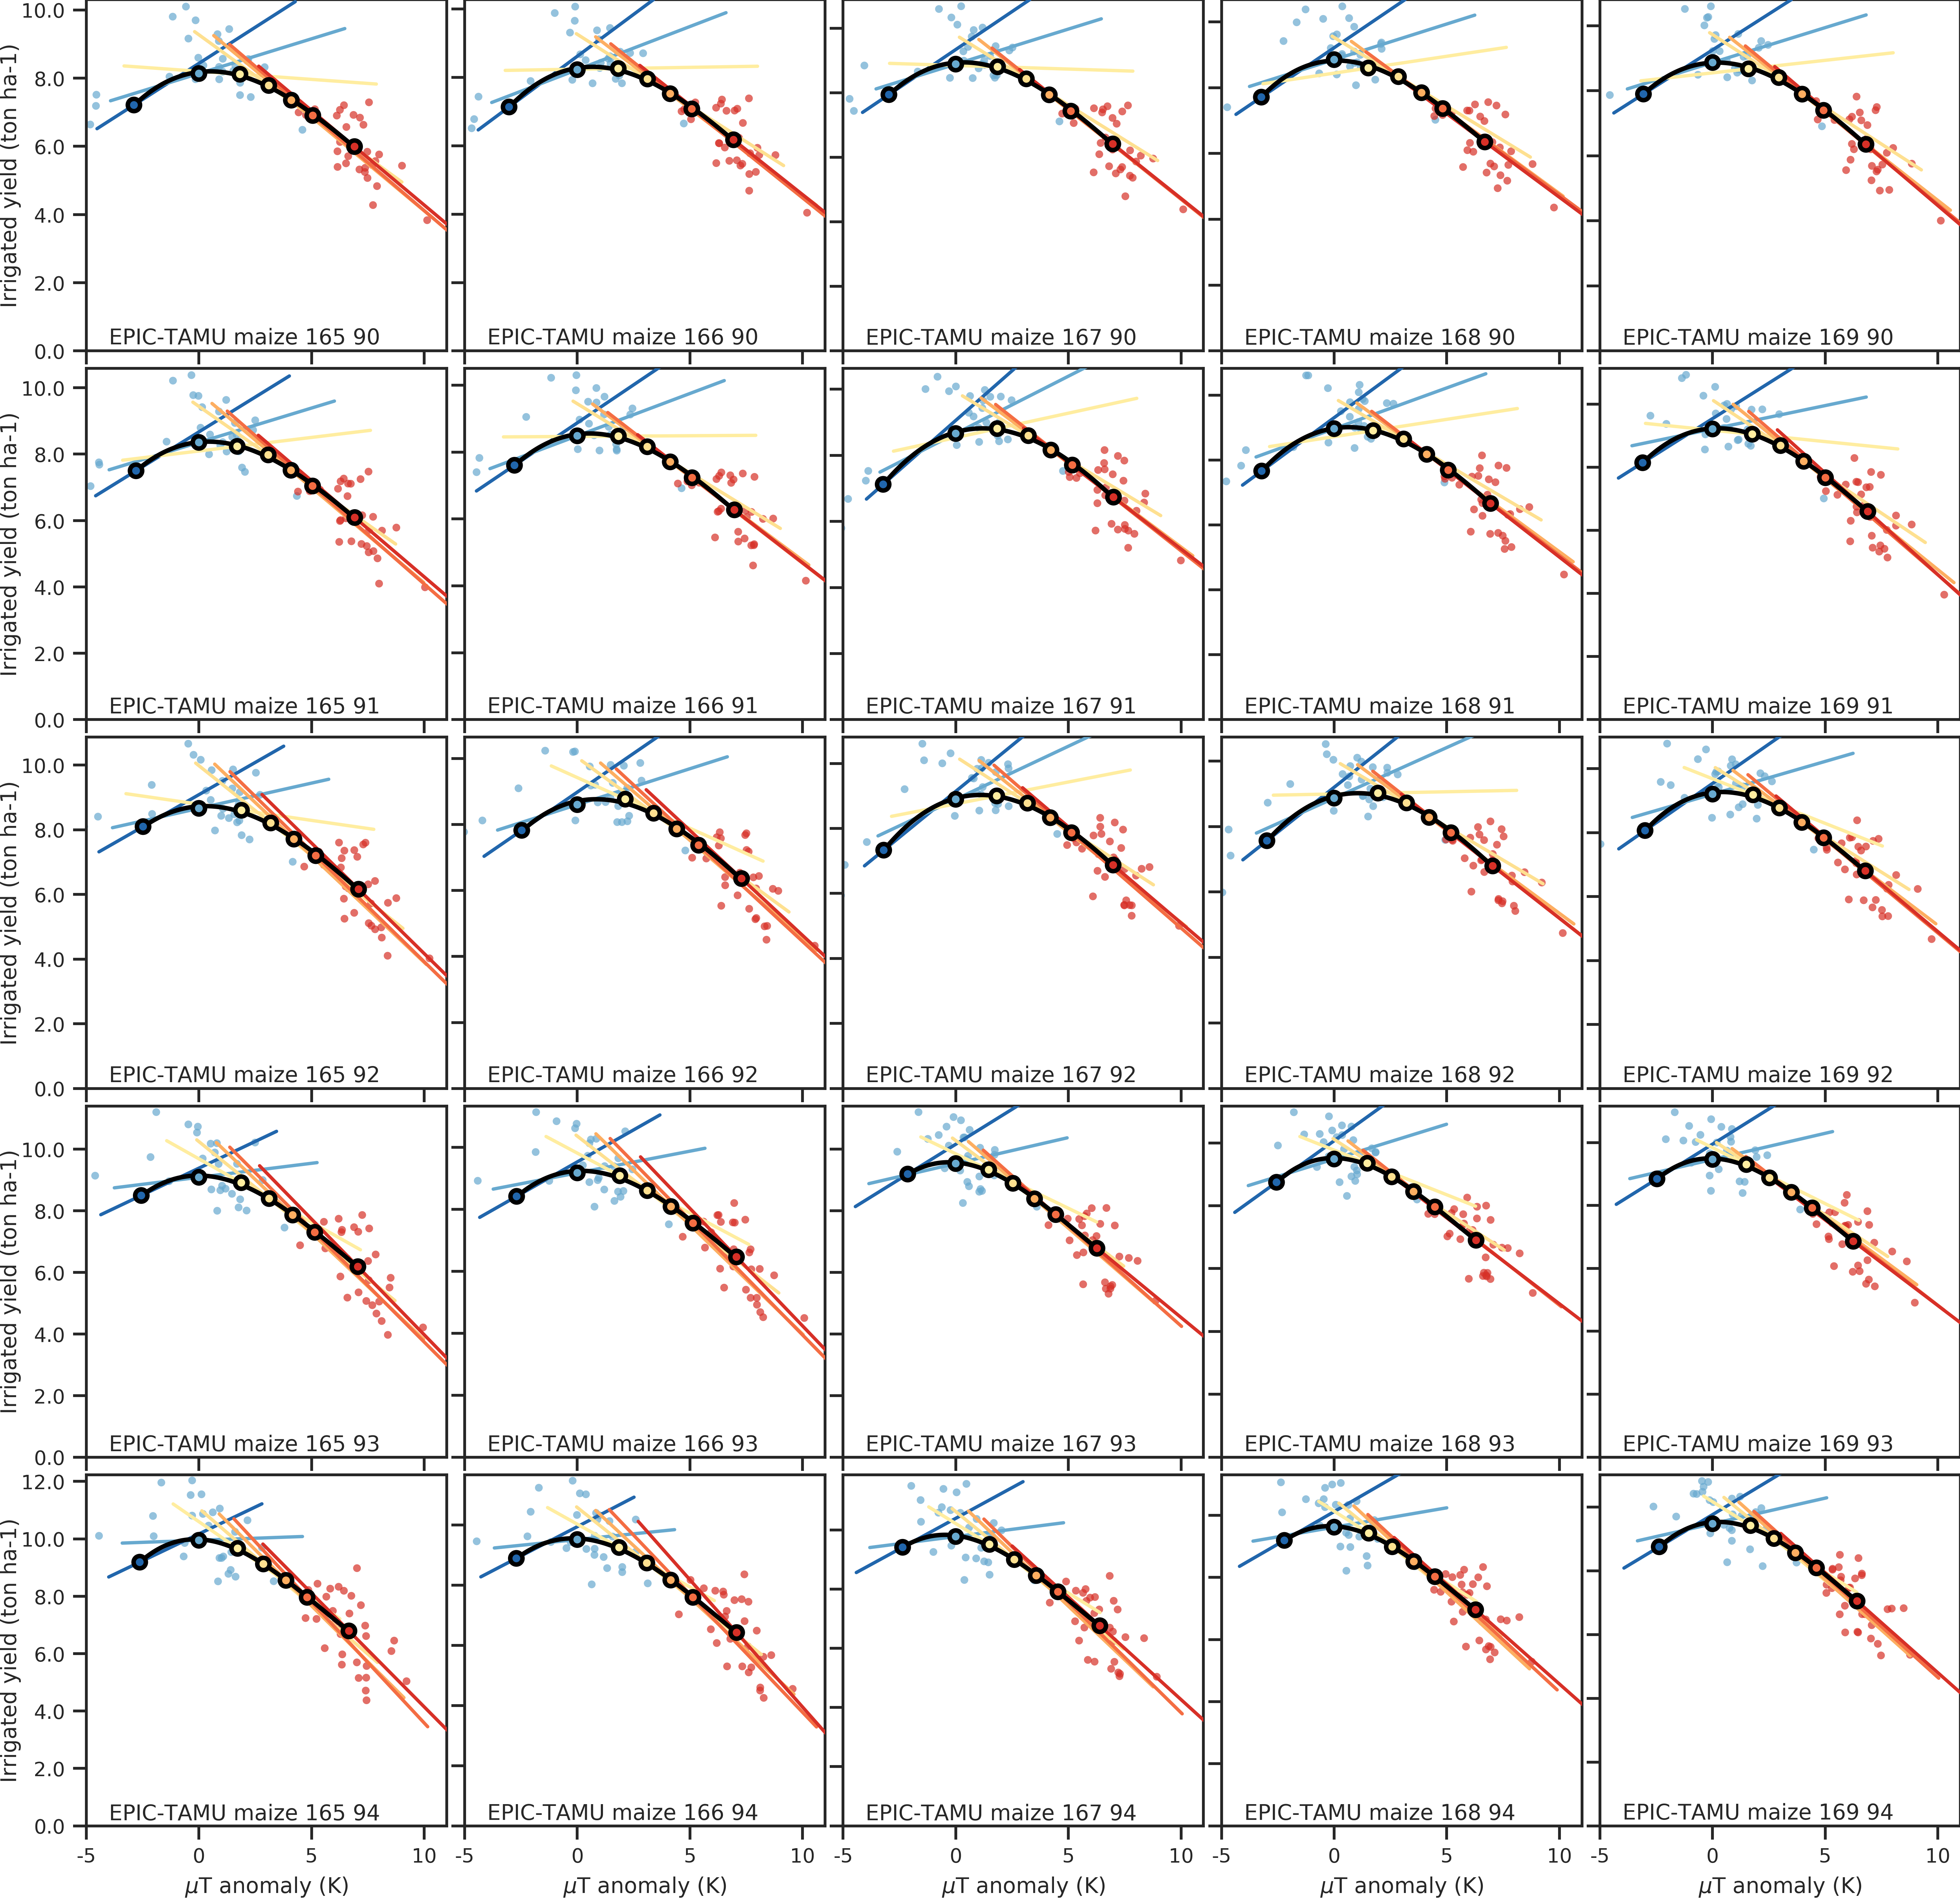 10.0
8.0
6.0
4.0
2.0
0.0
Irrigated yield (ton ha-1)
EPIC-TAMU maize 165 90
EPIC-TAMU maize 166 90
EPIC-TAMU maize 167 90
EPIC-TAMU maize 168 90
EPIC-TAMU maize 169 90
10.0
8.0
6.0
4.0
2.0
0.0
Irrigated yield (ton ha-1)
EPIC-TAMU maize 165 91
EPIC-TAMU maize 166 91
EPIC-TAMU maize 167 91
EPIC-TAMU maize 168 91
EPIC-TAMU maize 169 91
10.0
8.0
6.0
4.0
2.0
0.0
Irrigated yield (ton ha-1)
EPIC-TAMU maize 165 92
EPIC-TAMU maize 166 92
EPIC-TAMU maize 167 92
EPIC-TAMU maize 168 92
EPIC-TAMU maize 169 92
10.0
8.0
6.0
4.0
2.0
0.0
Irrigated yield (ton ha-1)
EPIC-TAMU maize 165 93
EPIC-TAMU maize 166 93
EPIC-TAMU maize 167 93
EPIC-TAMU maize 168 93
EPIC-TAMU maize 169 93
12.0
10.0
8.0
6.0
4.0
2.0
0.0
Irrigated yield (ton ha-1)
EPIC-TAMU maize 165 94
EPIC-TAMU maize 166 94
EPIC-TAMU maize 167 94
EPIC-TAMU maize 168 94
EPIC-TAMU maize 169 94
-5 0 5 10
-5 0 5 10
-5 0 5 10
-5 0 5 10
-5 0 5 10
μT anomaly (K)
μT anomaly (K)
μT anomaly (K)
μT anomaly (K)
μT anomaly (K)